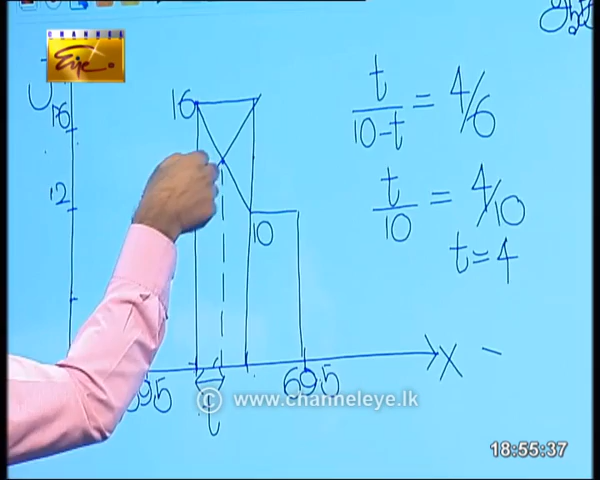 CHANNEL
Eye
16
16
12
10
t/(10-t) = 4/6
t/10 = 4/10
t = 4
x
695
t
© www.channeleye.lk
18:55:37